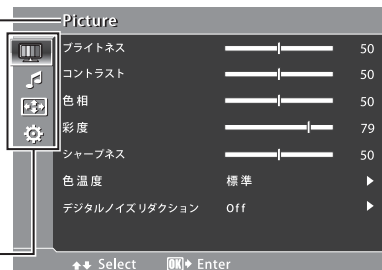 Picture
ブライトネス 50
コントラスト 50
色相 50
彩度 79
シャープネス 50
色温度 標準
デジタルノイズリダクション Off
Select OK Enter